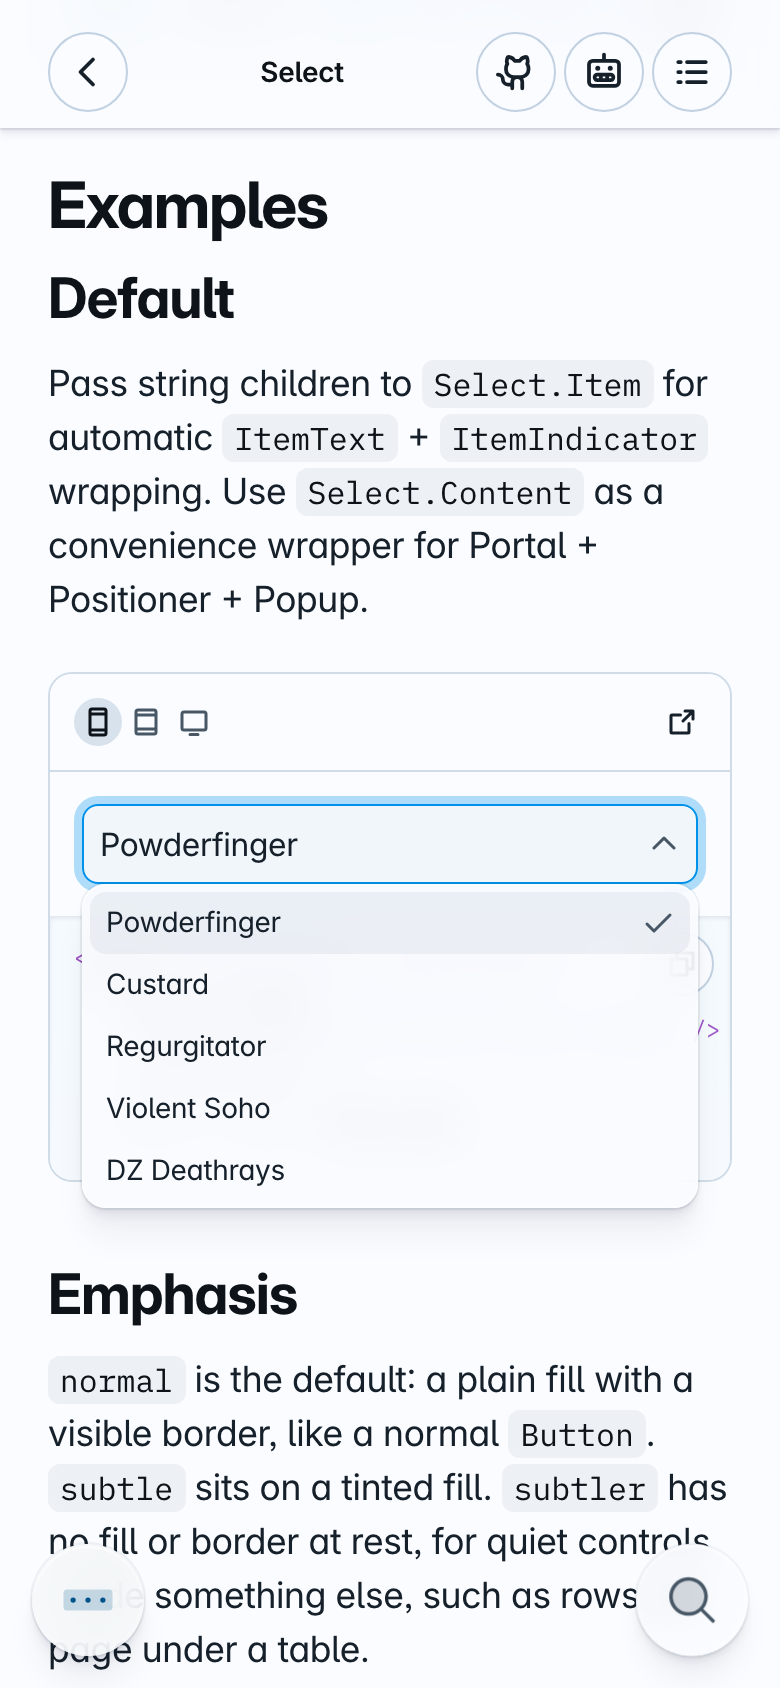 Select
Examples
Default
Pass string children to Select.Item for
automatic ItemText + ItemIndicator
wrapping. Use Select.Content as a
convenience wrapper for Portal +
Positioner + Popup.
Powderfinger
Powderfinger
<
Custard
/>
Regurgitator
Violent Soho
DZ Deathrays
Emphasis
normal is the default: a plain fill with a
visible border, like a normal Button.
subtle sits on a tinted fill. subtler has
no fill or border at rest, for quiet controls
something else, such as rows
page under a table.